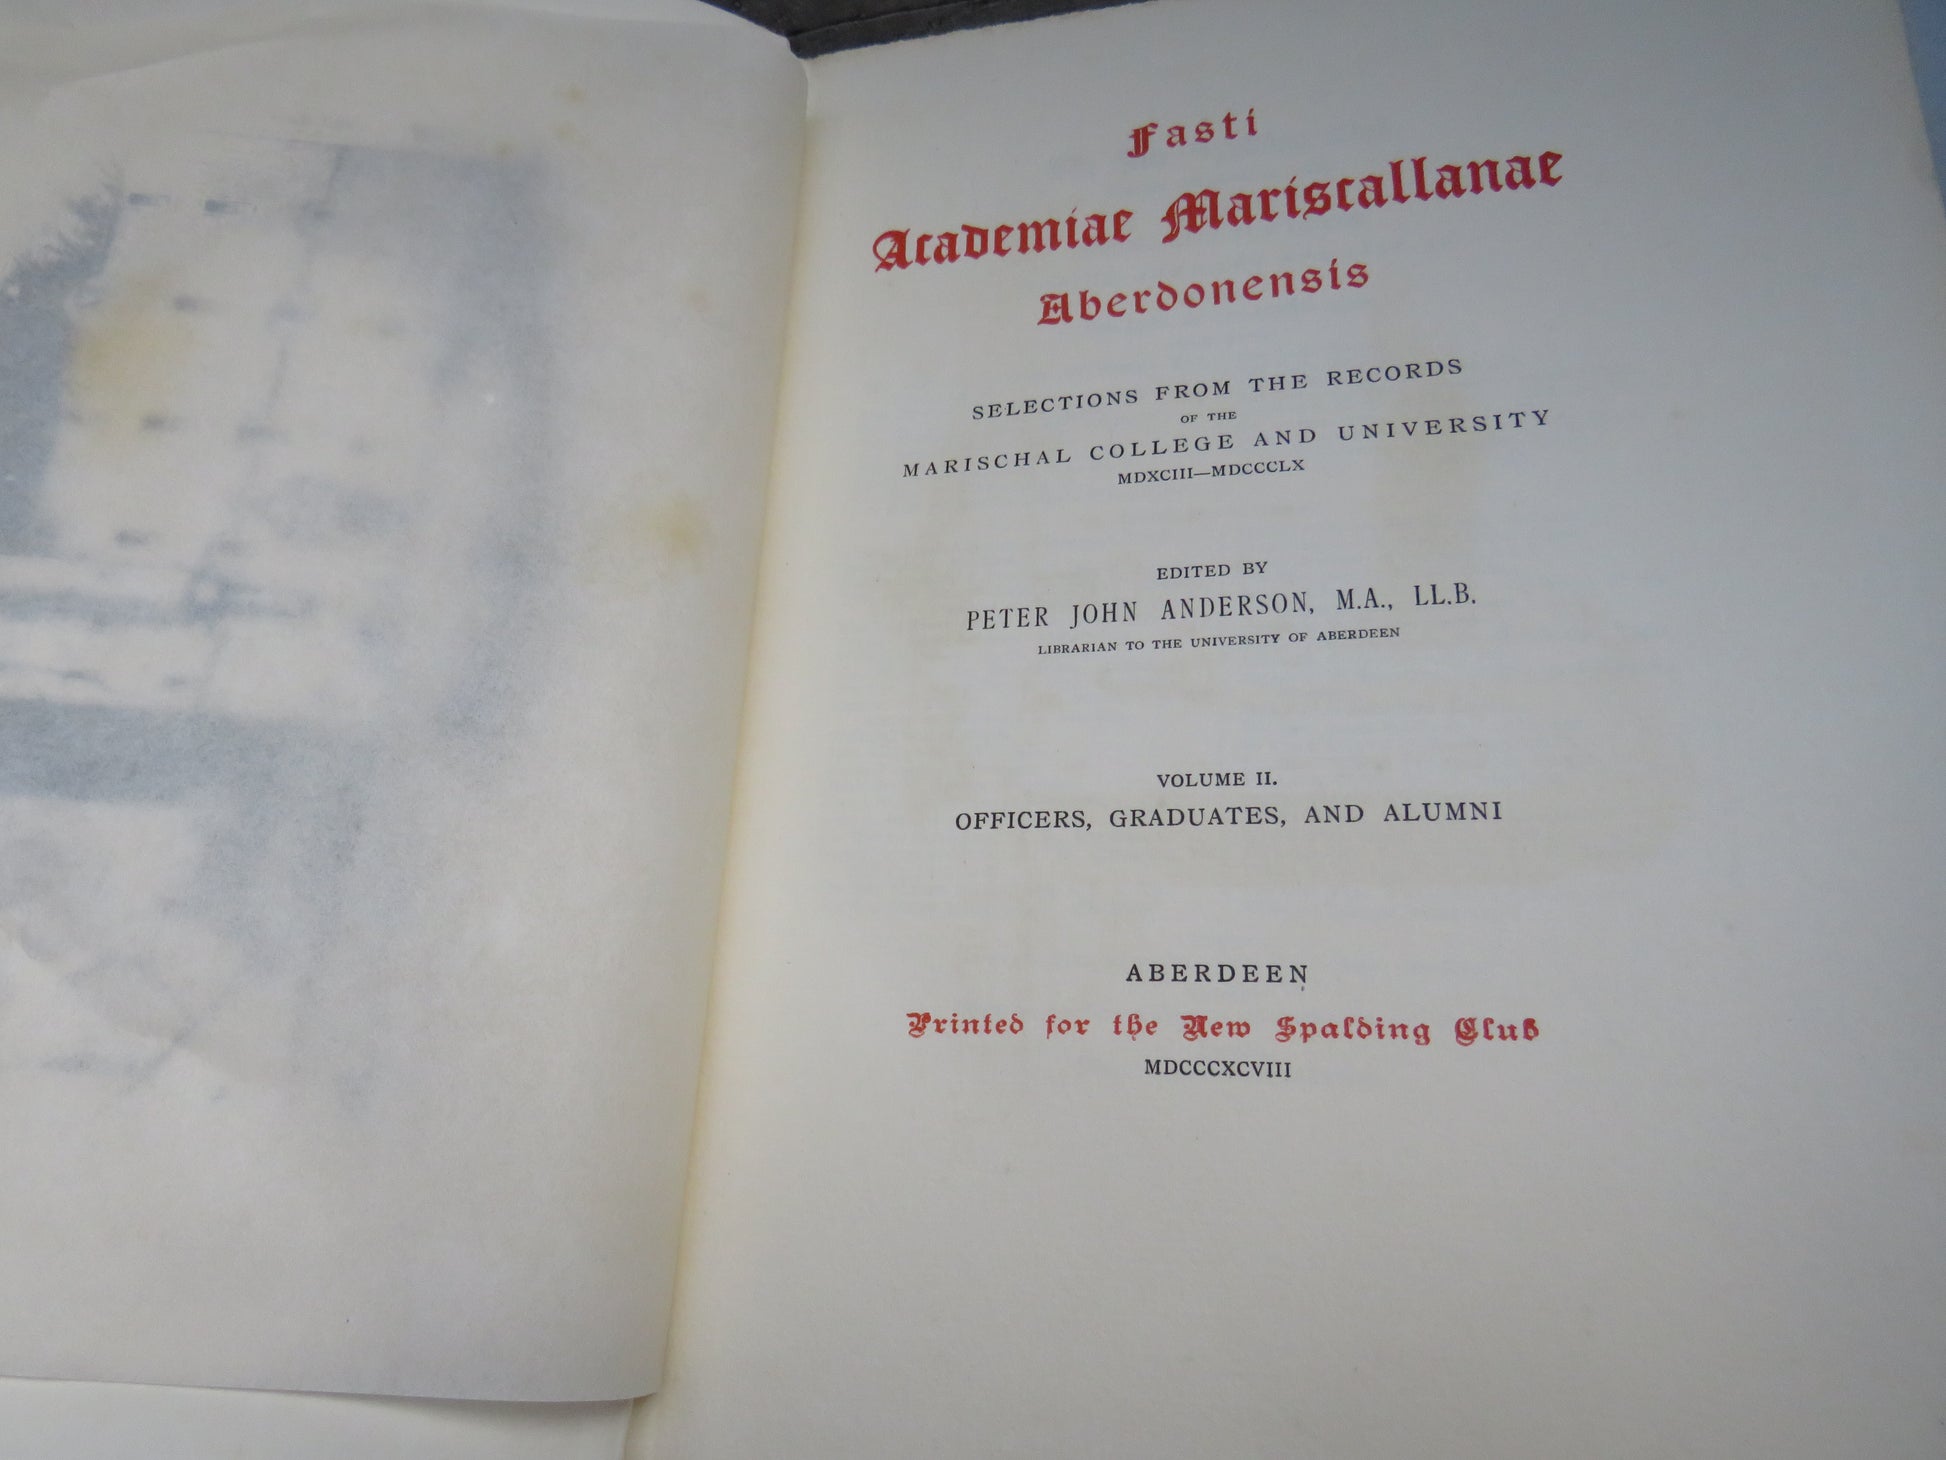 Fasti
Academiae Mariscallanae
Aberdonensis
SELECTIONS FROM THE RECORDS
OF THE
MARISCHAL COLLEGE AND UNIVERSITY
MDXCIII—MDCCCLX
EDITED BY
PETER JOHN ANDERSON, M.A., LL.B.
LIBRARIAN TO THE UNIVERSITY OF ABERDEEN
VOLUME II.
OFFICERS, GRADUATES, AND ALUMNI
ABERDEEN
Printed for the New Spalding Club
MDCCCXCVIII